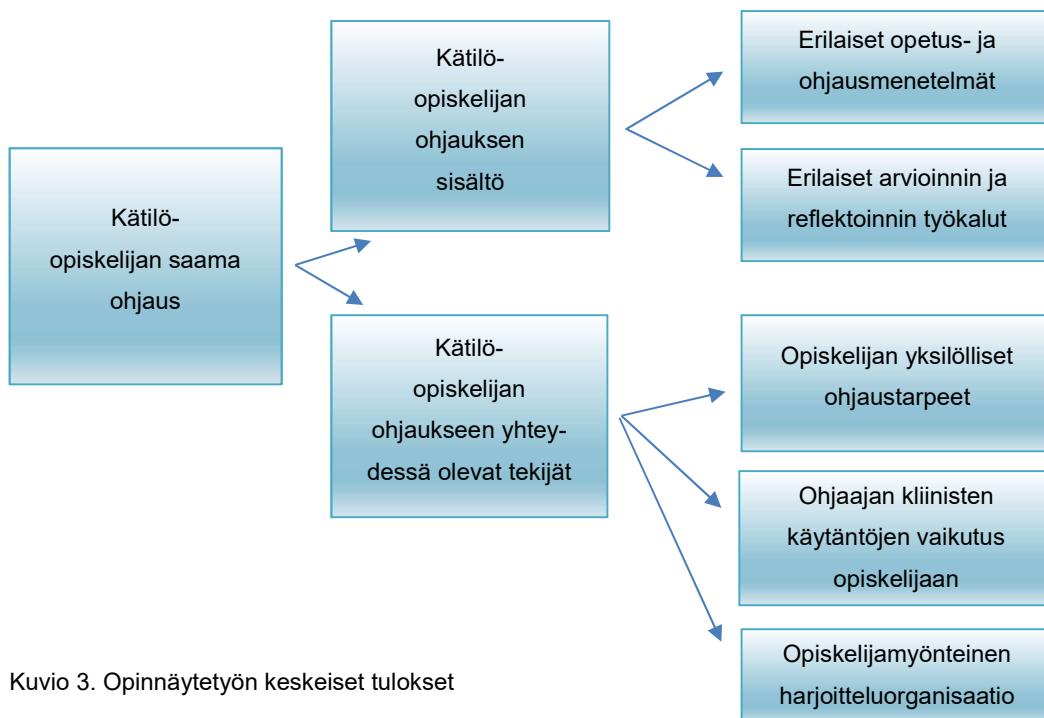 Kätilö-
opiskelijan saama
ohjaus
Kätilö-
opiskelijan
ohjauksen
sisältö
Erilaiset opetus- ja
ohjausmenetelmät
Erilaiset arvioinnin ja
reflektoinnin työkalut
Kätilö-
opiskelijan
ohjaukseen yhtey-
dessä olevat tekijät
Opiskelijan yksilölliset
ohjaustarpeet
Ohjaajan kliinisten
käytäntöjen vaikutus
opiskelijaan
Opiskelijamyönteinen
harjoitteluorganisaatio
Kuvio 3. Opinnäytetyön keskeiset tulokset